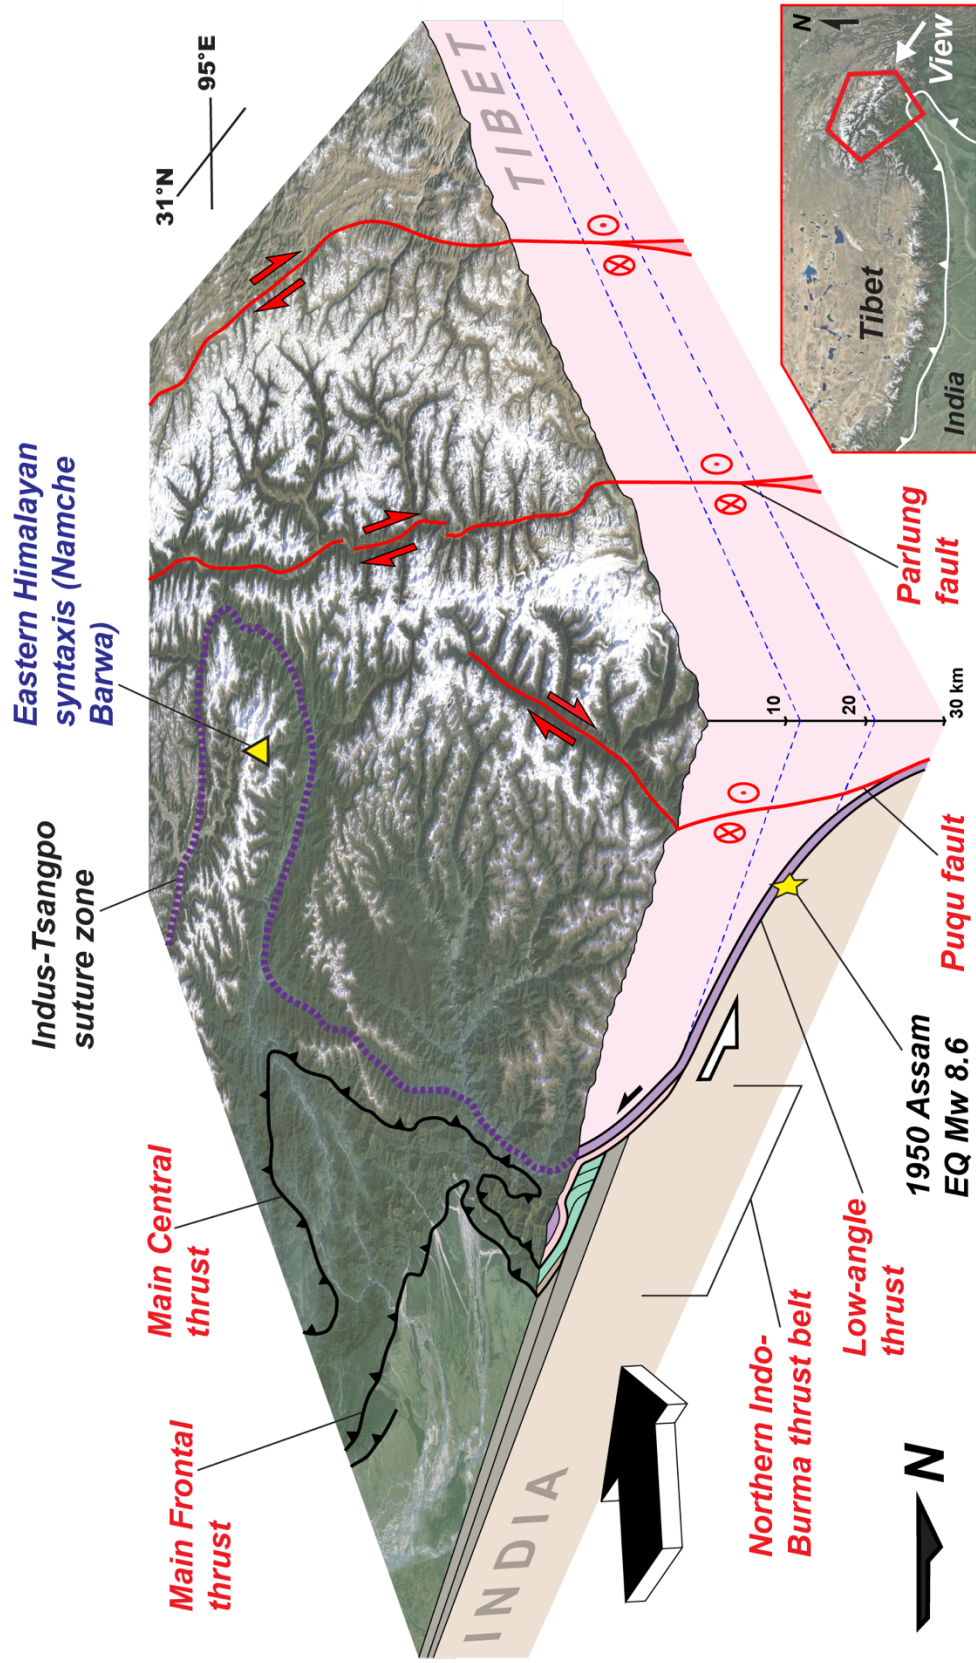 Eastern Himalayan
syntaxis (Namche
Barwa)
Indus-Tsangpo
suture zone
31°N
95°E
Main Central
thrust
Main Frontal
thrust
TIBET
INDIA
10
20
30 km
Parlung
fault
Puqu fault
1950 Assam
EQ Mw 8.6
Low-angle
thrust
Northern Indo-
Burma thrust belt
N
N
View
Tibet
India